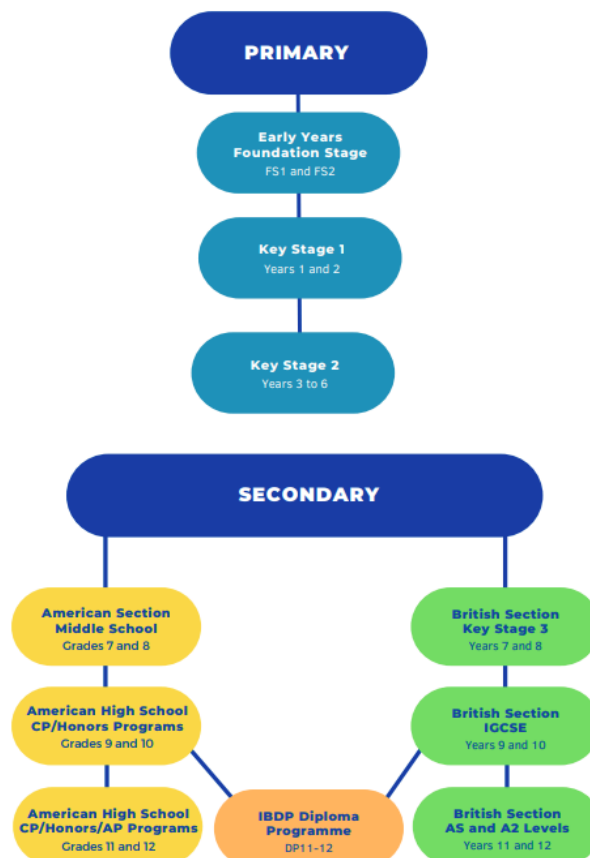 PRIMARY
Early Years
Foundation Stage
FS1 and FS2
Key Stage 1
Years 1 and 2
Key Stage 2
Years 3 to 6
SECONDARY
American Section
Middle School
Grades 7 and 8
British Section
Key Stage 3
Years 7 and 8
American High School
CP/Honors Programs
Grades 9 and 10
British Section
IGCSE
Years 9 and 10
American High School
CP/Honors/AP Programs
Grades 11 and 12
IBDP Diploma
Programme
DP11-12
British Section
AS and A2 Levels
Years 11 and 12